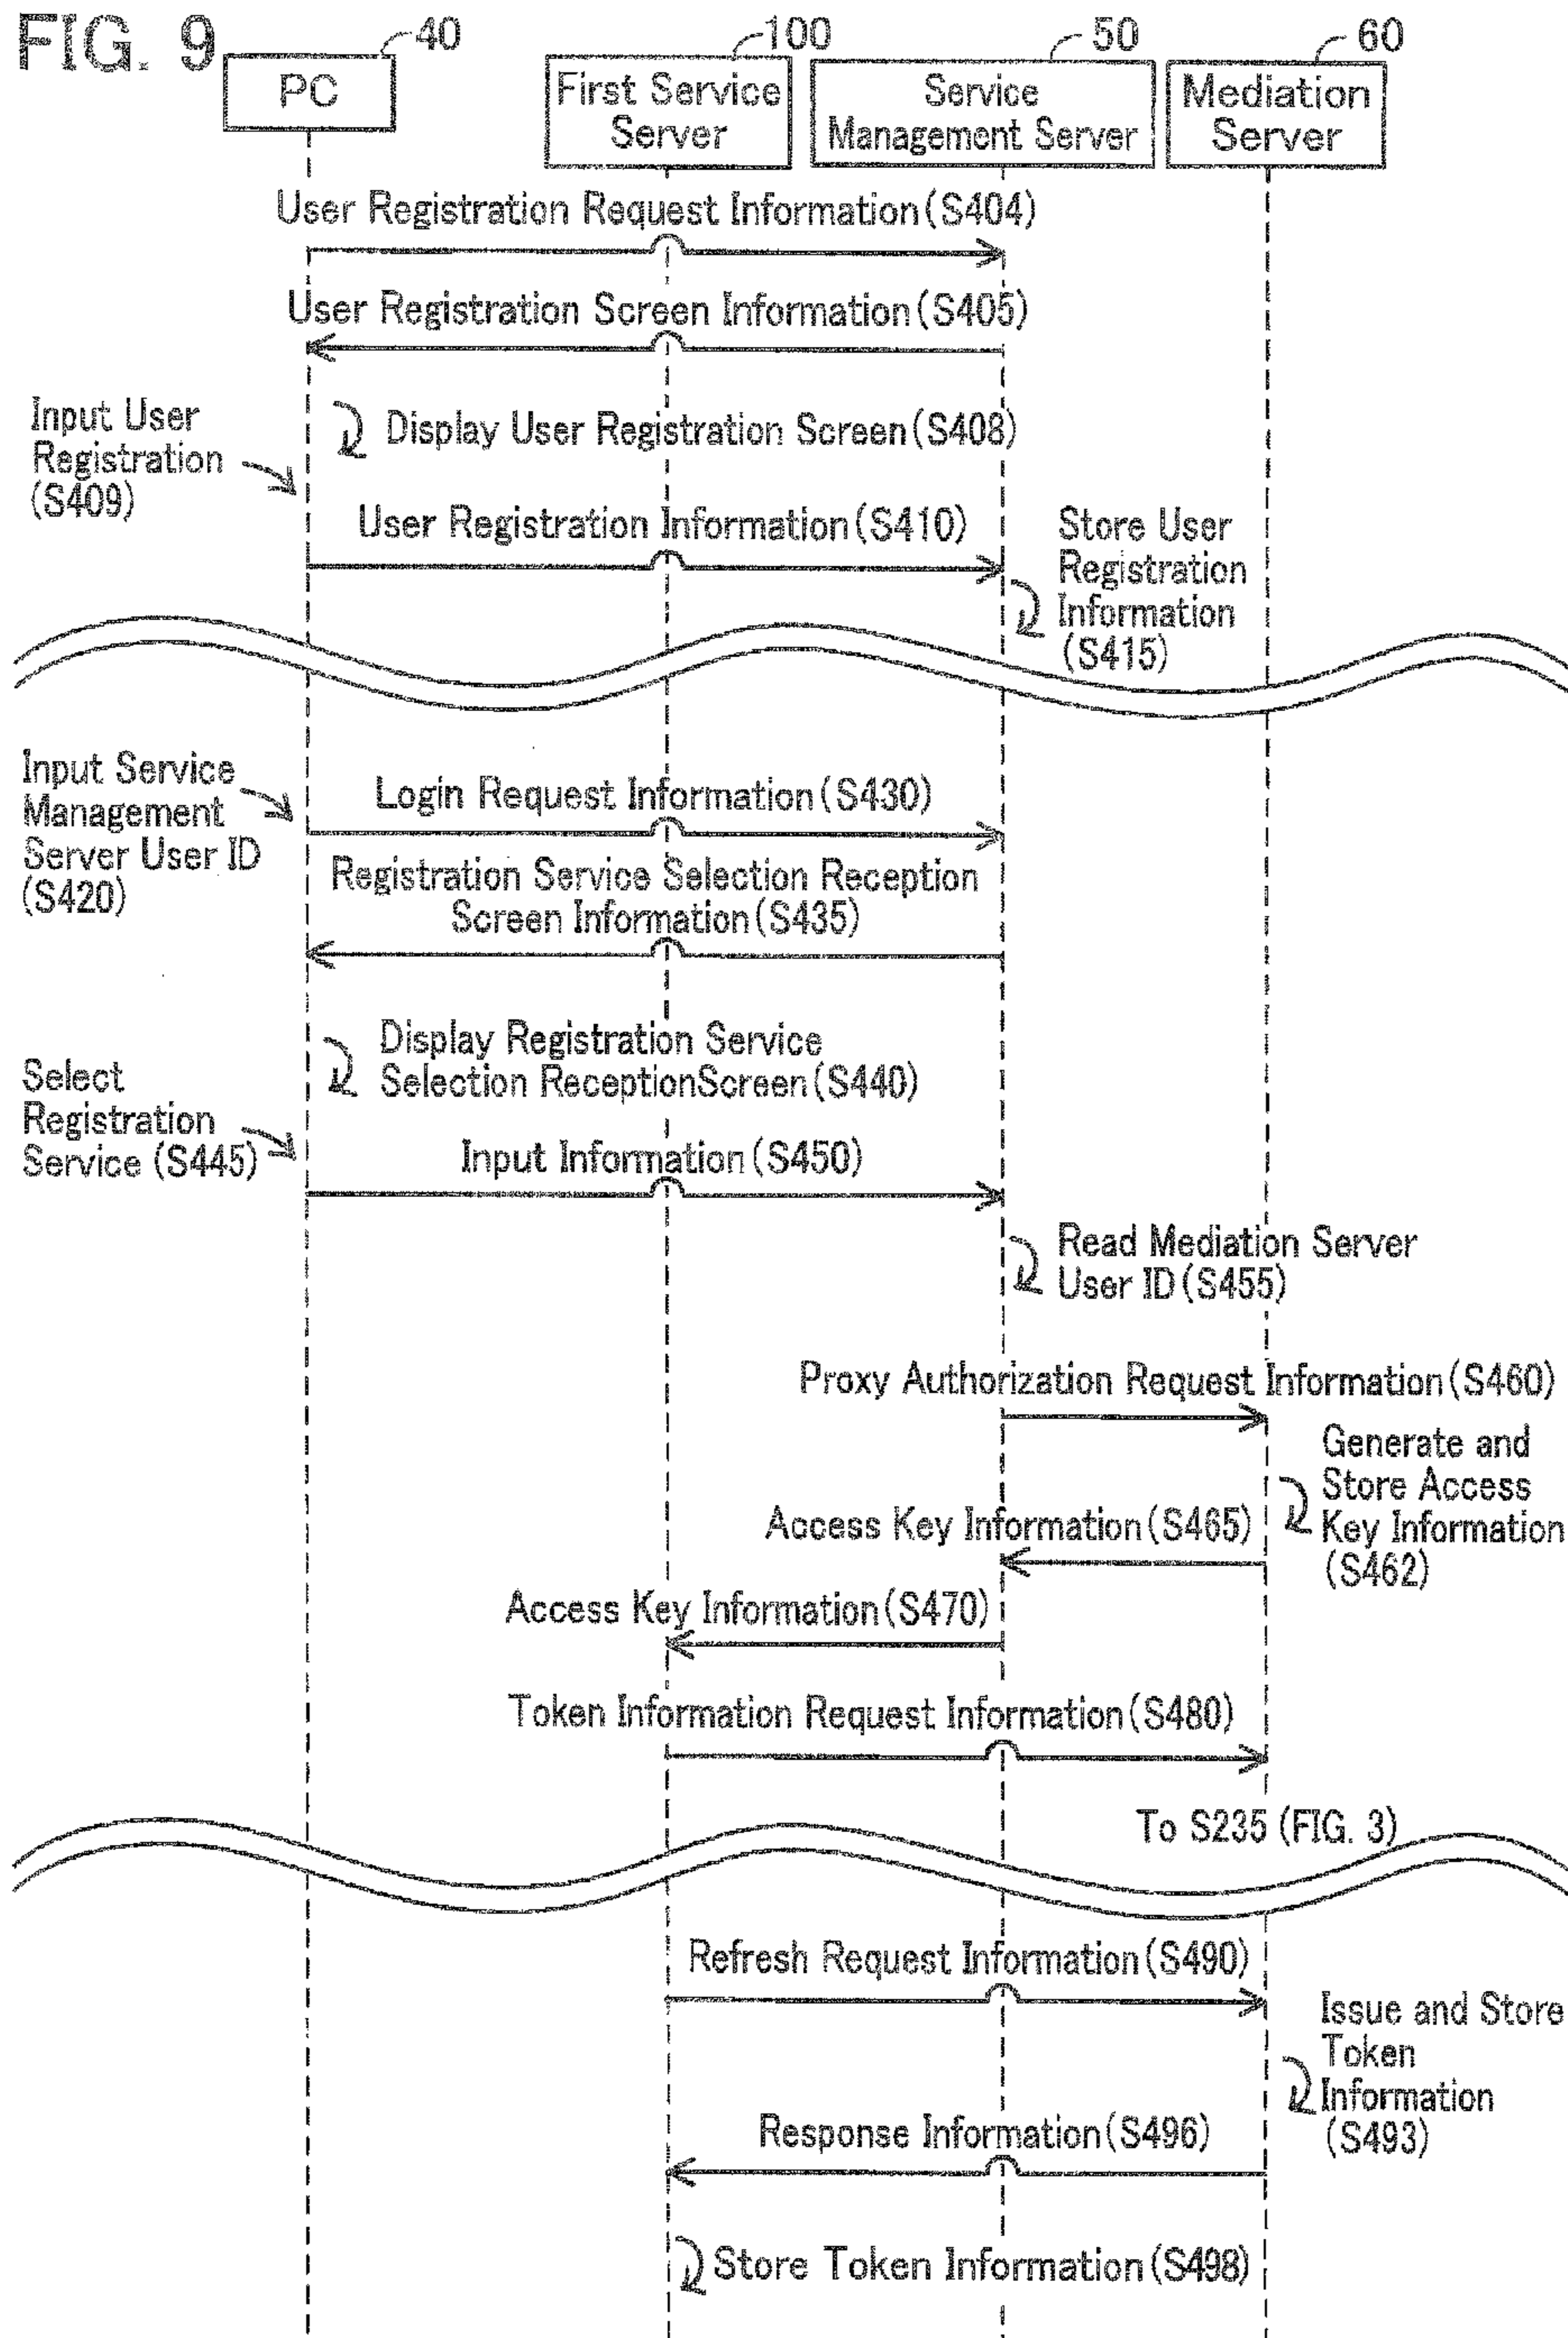 FIG. 9
40
100
50
60
PC
First Service
Server
Service
Management Server
Mediation
Server
User Registration Request Information(S404)
User Registration Screen Information(S405)
Input User
Registration
(S409)
Display User Registration Screen(S408)
User Registration Information(S410)
Store User
Registration
Information
(S415)
Input Service
Management
Server User ID
(S420)
Login Request Information(S430)
Registration Service Selection Reception
Screen Information(S435)
Display Registration Service
Selection ReceptionScreen(S440)
Select
Registration
Service (S445)
Input Information(S450)
Read Mediation Server
User ID(S455)
Proxy Authorization Request Information(S460)
Generate and
Store Access
Key Information
(S462)
Access Key Information(S465)
Access Key Information(S470)
Token Information Request Information(S480)
To S235 (FIG. 3)
Refresh Request Information(S490)
Issue and Store
Token
Information
(S493)
Response Information(S496)
Store Token Information(S498)